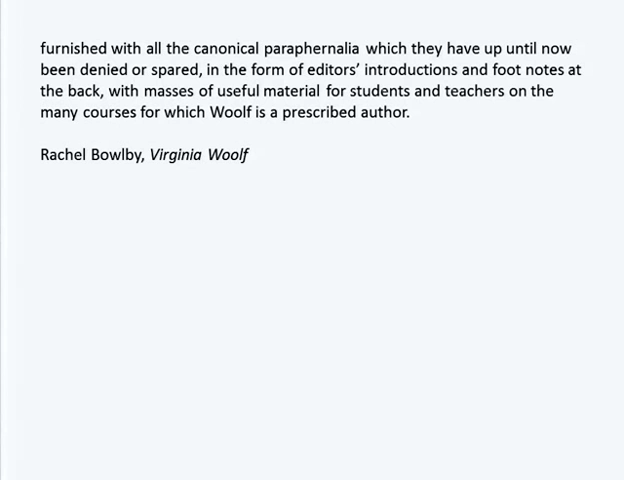 furnished with all the canonical paraphernalia which they have up until now
been denied or spared, in the form of editors’ introductions and foot notes at
the back, with masses of useful material for students and teachers on the
many courses for which Woolf is a prescribed author.
Rachel Bowlby, Virginia Woolf